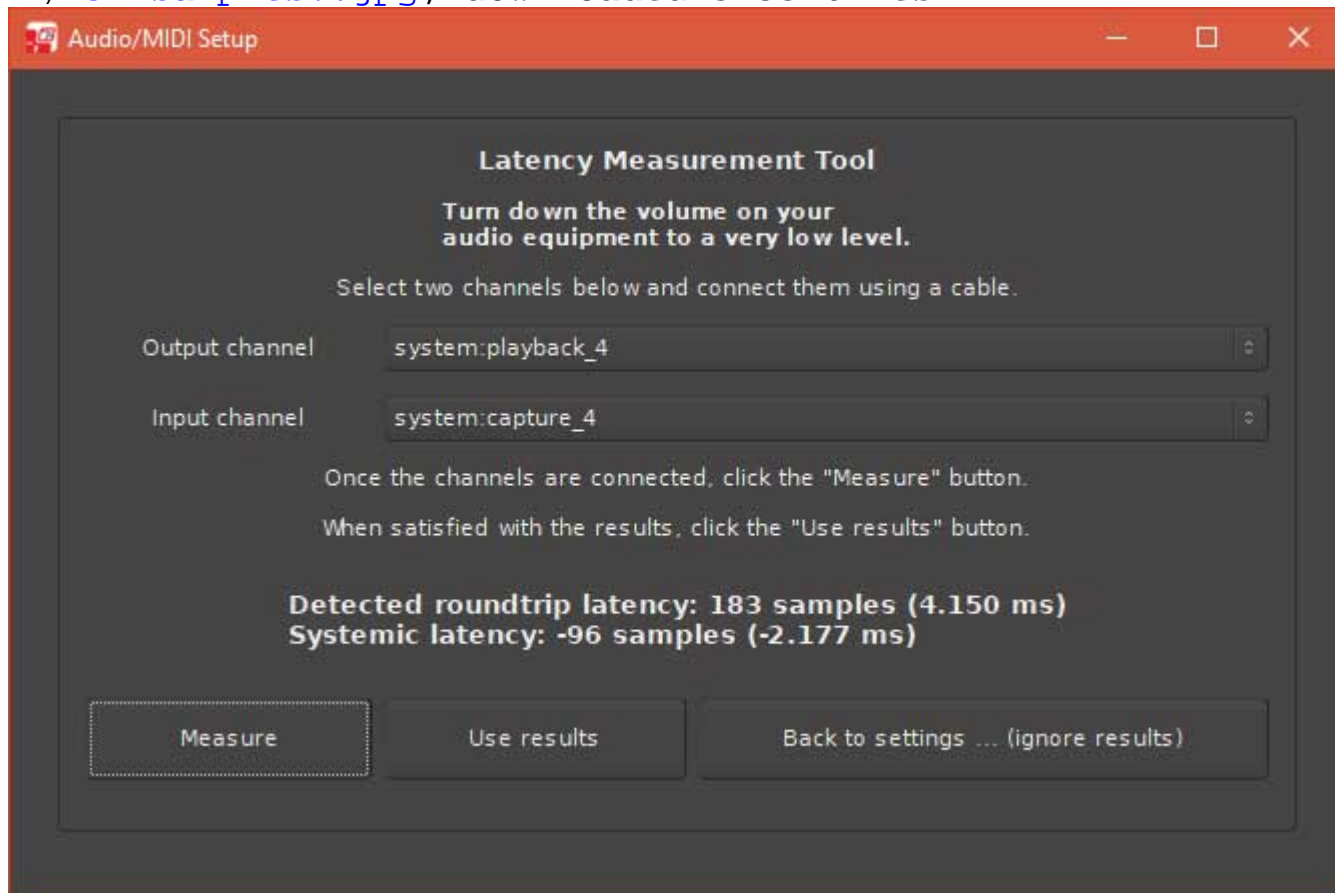 Audio/MIDI Setup
Latency Measurement Tool
Turn down the volume on your
audio equipment to a very low level.
Select two channels below and connect them using a cable.
Output channel system:playback_4
Input channel system:capture_4
Once the channels are connected, click the "Measure" button.
When satisfied with the results, click the "Use results" button.
Detected roundtrip latency: 183 samples (4.150 ms)
Systemic latency: -96 samples (-2.177 ms)
Measure Use results Back to settings ... (ignore results)